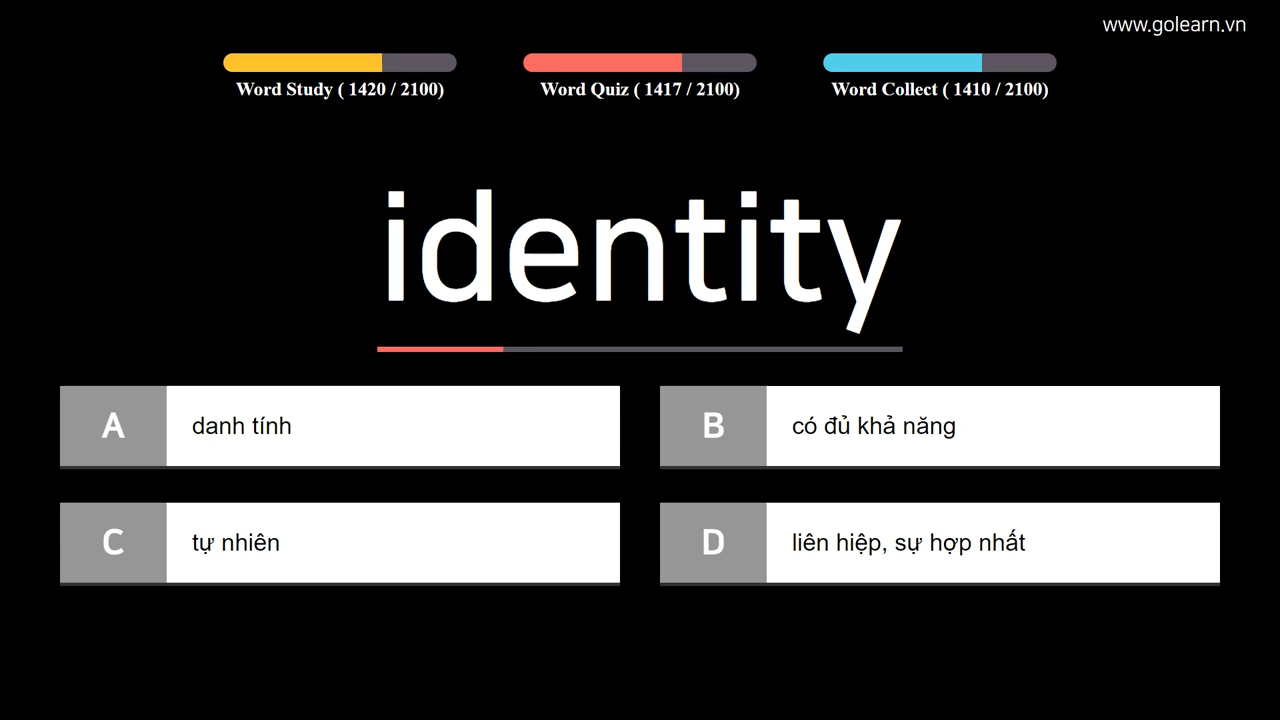 www.golearn.vn
Word Study ( 1420 / 2100)
Word Quiz ( 1417 / 2100)
Word Collect ( 1410 / 2100)
identity
A danh tính
B có đủ khả năng
C tự nhiên
D liên hiệp, sự hợp nhất